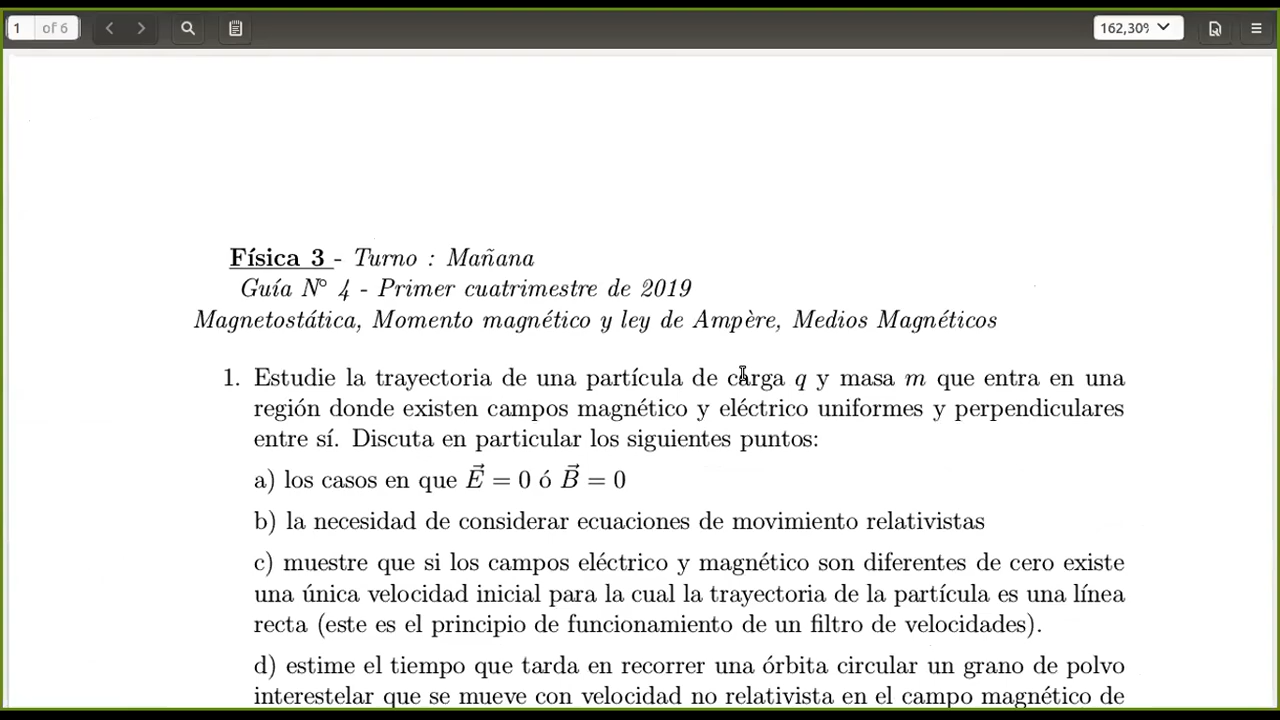 1 of 6 162,30%
Física 3 - Turno : Mañana
Guía N° 4 - Primer cuatrimestre de 2019
Magnetostática, Momento magnético y ley de Ampère, Medios Magnéticos
1. Estudie la trayectoria de una partícula de carga q y masa m que entra en una
región donde existen campos magnético y eléctrico uniformes y perpendiculares
entre sí. Discuta en particular los siguientes puntos:
a) los casos en que E⃗ = 0 ó B⃗ = 0
b) la necesidad de considerar ecuaciones de movimiento relativistas
c) muestre que si los campos eléctrico y magnético son diferentes de cero existe
una única velocidad inicial para la cual la trayectoria de la partícula es una línea
recta (este es el principio de funcionamiento de un filtro de velocidades).
d) estime el tiempo que tarda en recorrer una órbita circular un grano de polvo
interestelar que se mueve con velocidad no relativista en el campo magnético de